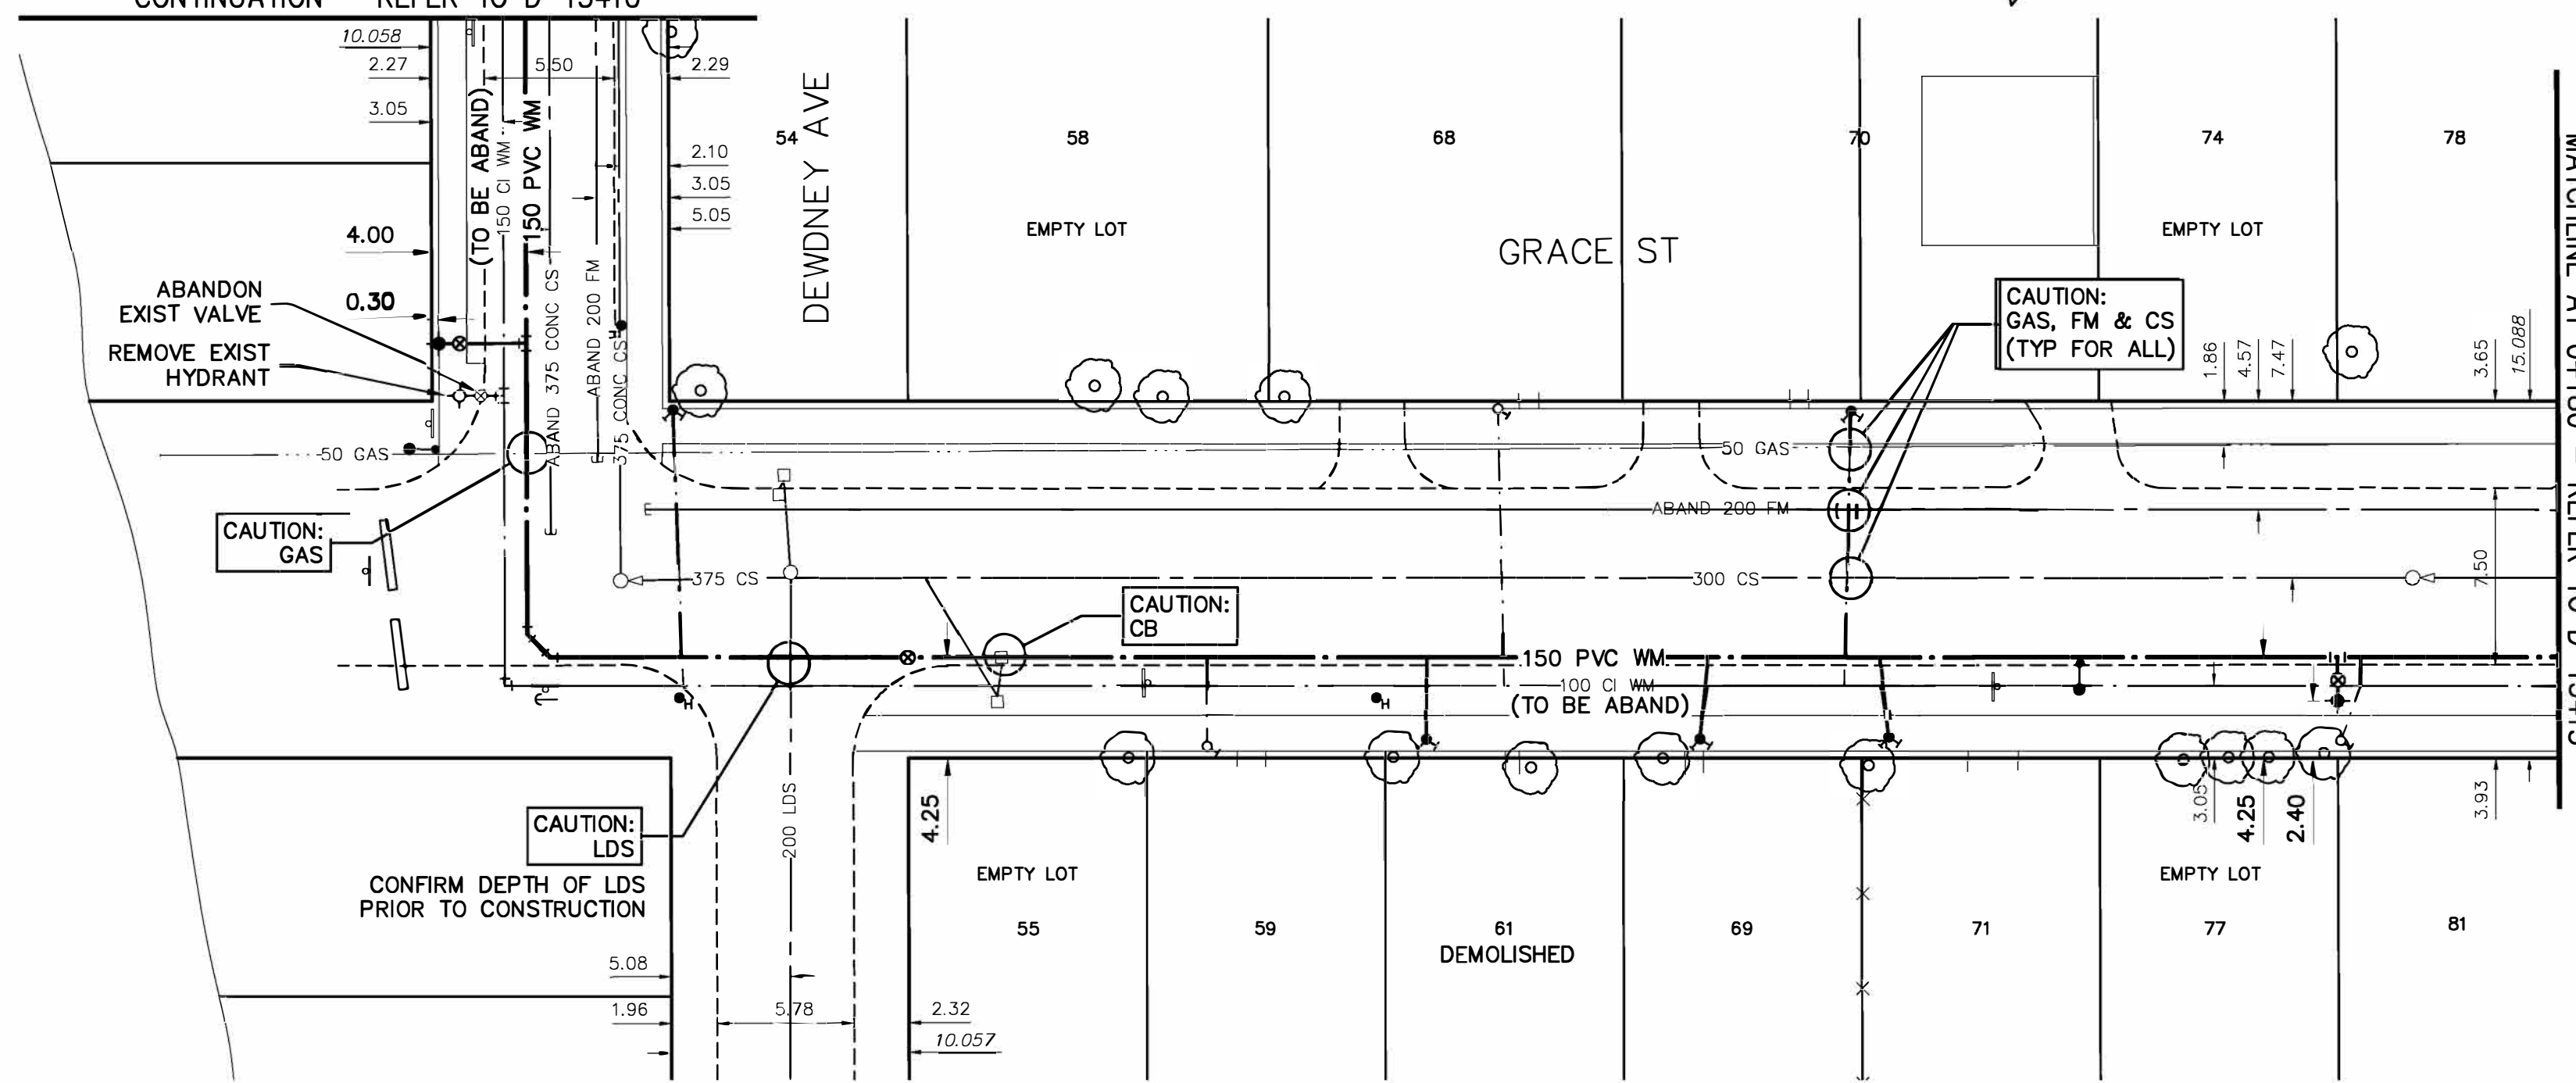 CONTINUATION - REFER TO D-13416
10.058
2.27
5.50
2.29
3.05
(TO BE ABAND)
150 CI WM
150 PVC WM
2.10
3.05
5.05
4.00
0.30
ABANDON
EXIST VALVE
REMOVE EXIST
HYDRANT
ABAND 375 CONC CS
ABAND 200 FM
375 CONC CS
H
DEWDNEY AVE
54
58
EMPTY LOT
68
GRACE ST
70
74
EMPTY LOT
78
CAUTION:
GAS, FM & CS
(TYP FOR ALL)
1.86
4.57
7.47
3.65
15.088
50 GAS
50 GAS
CAUTION:
GAS
ABAND 200 FM
375 CS
300 CS
7.50
CAUTION:
CB
150 PVC WM
100 CI WM
(TO BE ABAND)
H
H
CAUTION:
LDS
CONFIRM DEPTH OF LDS
PRIOR TO CONSTRUCTION
200 LDS
4.25
3.05
4.25
2.40
3.93
EMPTY LOT
55
59
61
DEMOLISHED
69
71
EMPTY LOT
77
81
5.08
1.96
5.78
2.32
10.057